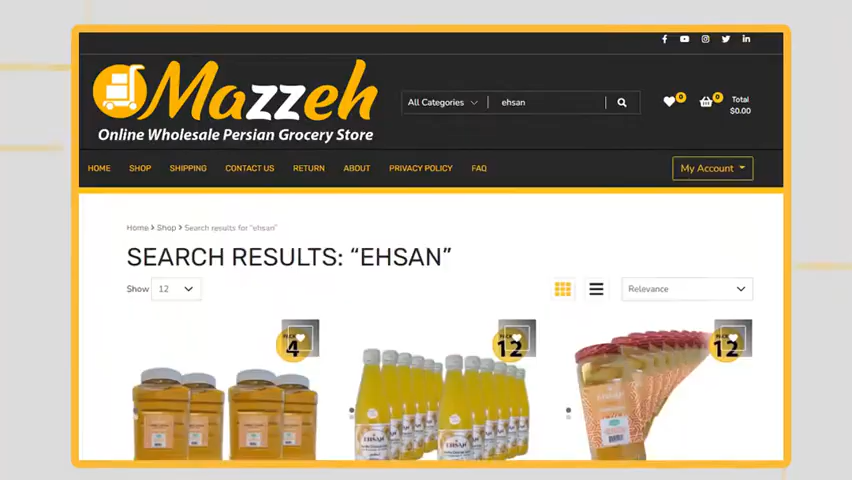 Mazzeh
Online Wholesale Persian Grocery Store
All Categories
ehsan
0
0
Total
$0.00
HOME
SHOP
SHIPPING
CONTACT US
RETURN
ABOUT
PRIVACY POLICY
FAQ
My Account
Home > Shop > Search results for "ehsan"
SEARCH RESULTS: “EHSAN”
Show
12
Relevance
4
12
12
EHSAN
EHSAN